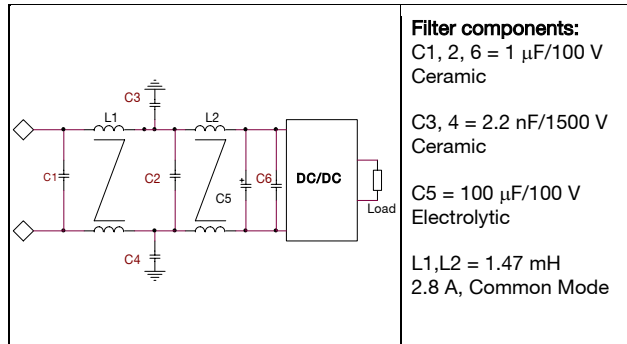 C3
L1
L2
C1
C2
C5
+
C6
DC/DC
Load
C4
Filter components:
C1, 2, 6 = 1 μF/100 V
Ceramic
C3, 4 = 2.2 nF/1500 V
Ceramic
C5 = 100 μF/100 V
Electrolytic
L1,L2 = 1.47 mH
2.8 A, Common Mode